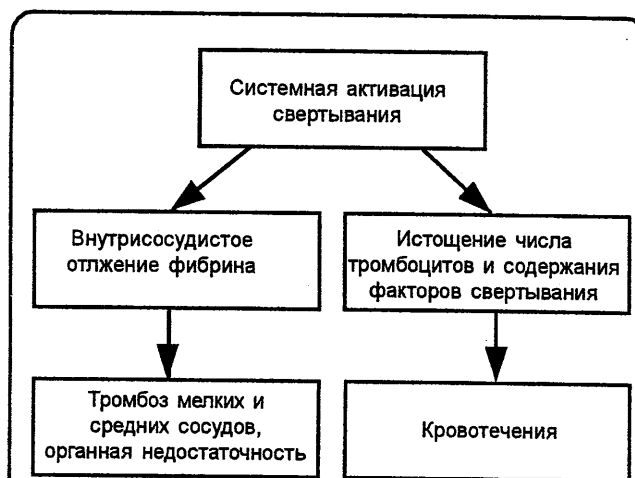 Системная активация
свертывания
Внутрисосудистое
отлжение фибрина
Истощение числа
тромбоцитов и содержания
факторов свертывания
Тромбоз мелких и
средних сосудов,
органная недостаточность
Кровотечения